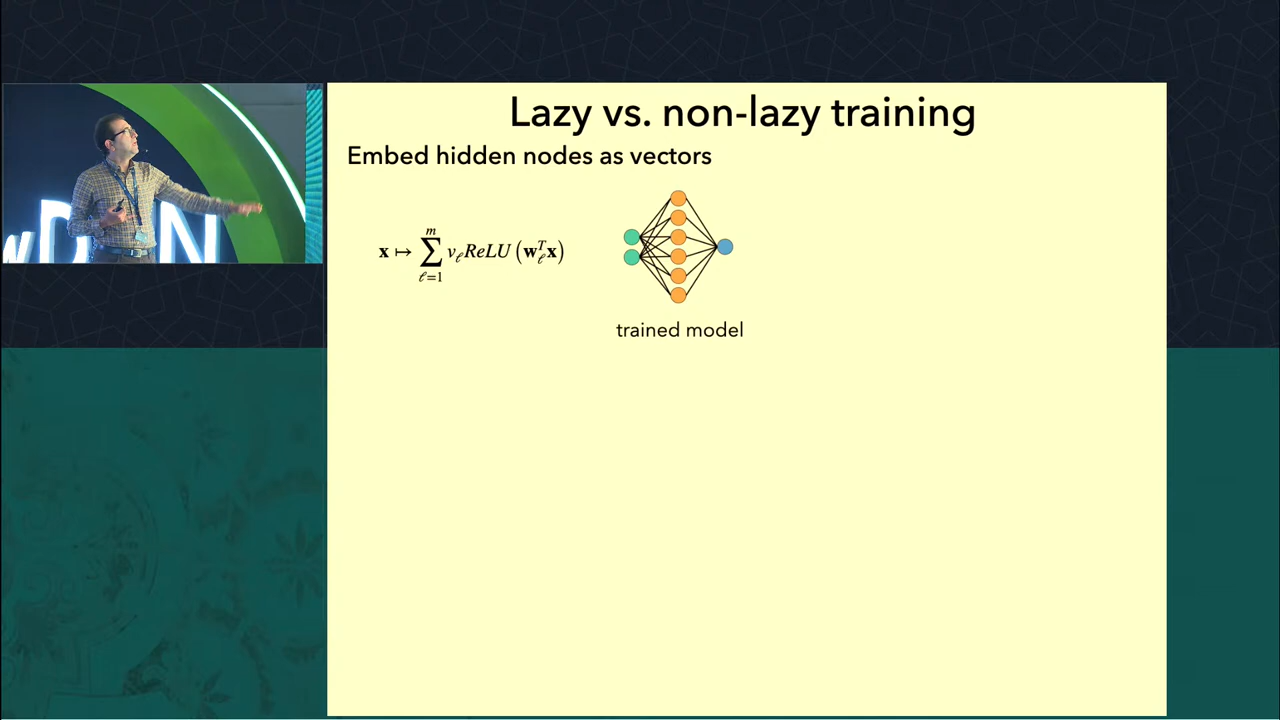 Lazy vs. non-lazy training
Embed hidden nodes as vectors
x ↦ ∑_{ℓ=1}^{m} v_ℓ ReLU (w_ℓ^T x)
trained model